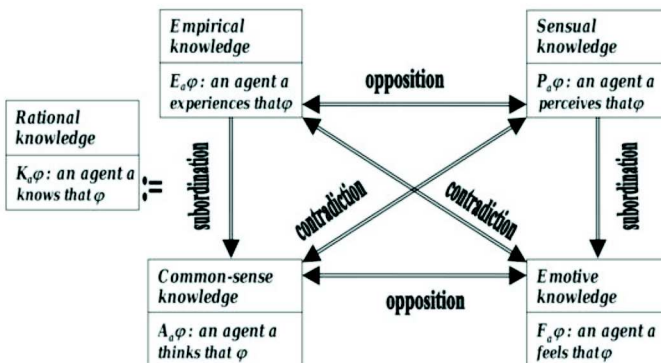 Empirical
knowledge
Eₐφ: an agent a
experiences thatφ
Sensual
knowledge
Pₐφ: an agent a
perceives thatφ
opposition
Rational
knowledge
Kₐφ: an agent a
knows that φ
:=
subordination
contradiction
contradiction
subordination
Common-sense
knowledge
Aₐφ: an agent a
thinks that φ
opposition
Emotive
knowledge
Fₐφ: an agent a
feels that φ